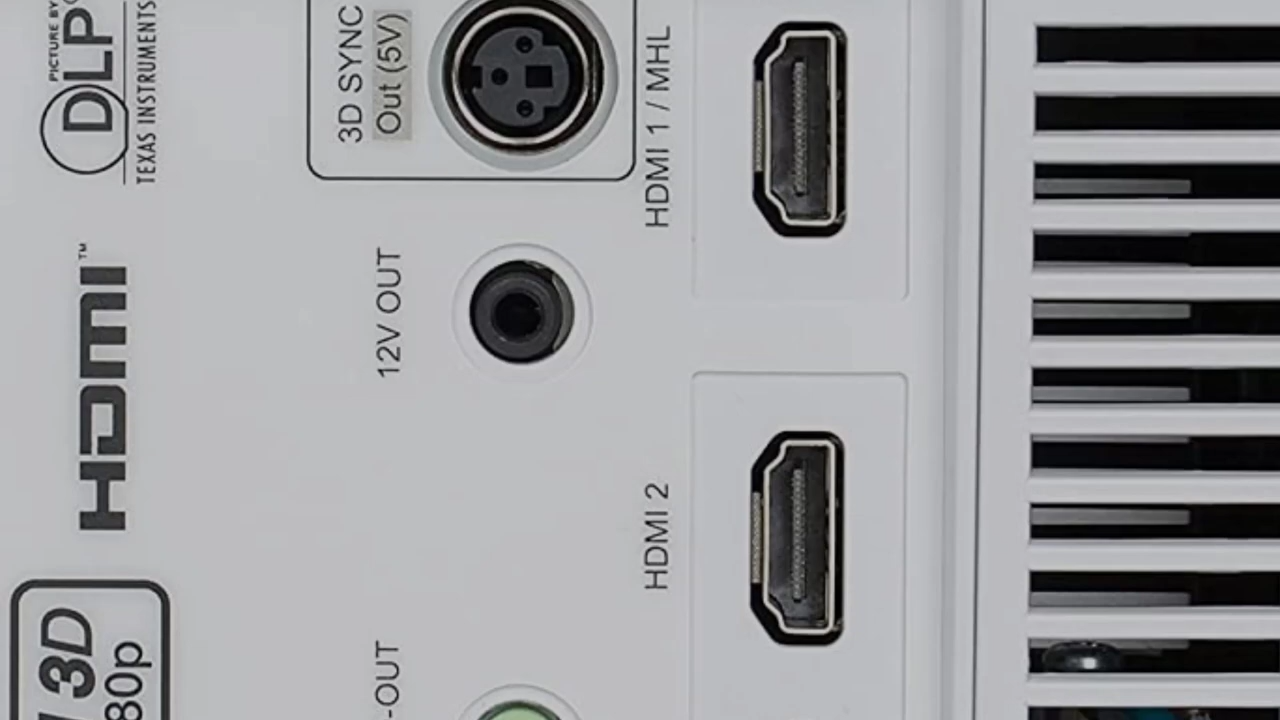 PICTURE BY
DLP
TEXAS INSTRUMENTS
HDMI™
3D
80p
3D SYNC
Out (5V)
12V OUT
-OUT
HDMI 1 / MHL
HDMI 2